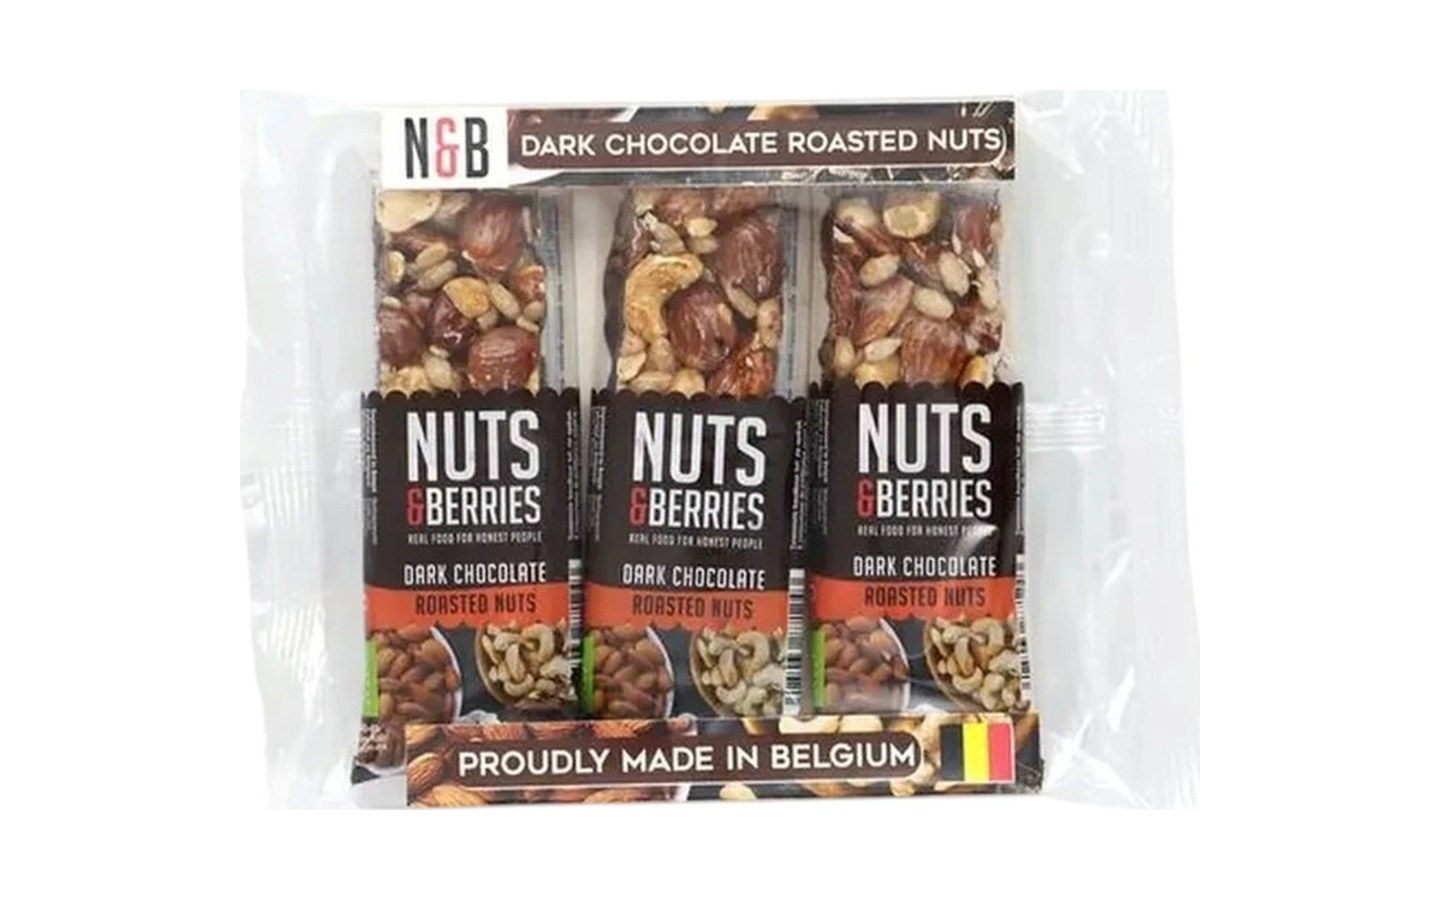 N&B
DARK CHOCOLATE ROASTED NUTS
NUTS
&BERRIES
REAL FOOD FOR HONEST PEOPLE
DARK CHOCOLATE
ROASTED NUTS
NUTS
&BERRIES
REAL FOOD FOR HONEST PEOPLE
DARK CHOCOLATE
ROASTED NUTS
NUTS
&BERRIES
REAL FOOD FOR HONEST PEOPLE
DARK CHOCOLATE
ROASTED NUTS
PROUDLY MADE IN BELGIUM